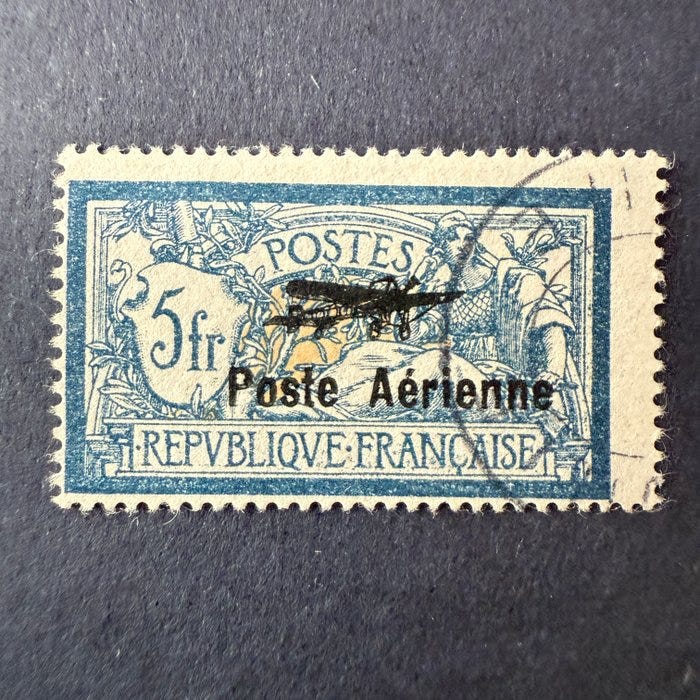 POSTES
5fr
Poste Aérienne
·REPVBLIQVE·FRANÇAISE·